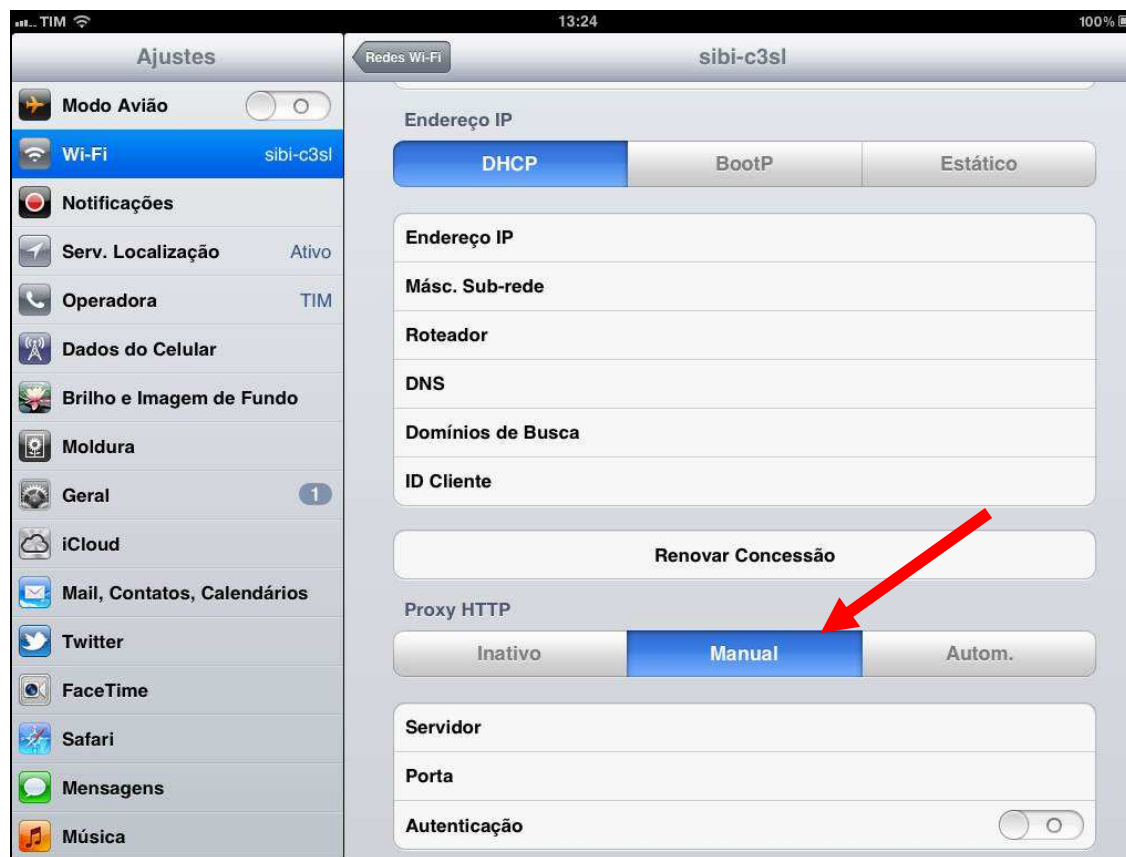 TIM 13:24 100%
Ajustes
Modo Avião
Wi-Fi sibi-c3sl
Notificações
Serv. Localização Ativo
Operadora TIM
Dados do Celular
Brilho e Imagem de Fundo
Moldura
Geral 1
iCloud
Mail, Contatos, Calendários
Twitter
FaceTime
Safari
Mensagens
Música
Redes Wi-Fi sibi-c3sl
Endereço IP
DHCP BootP Estático
Endereço IP
Másc. Sub-rede
Roteador
DNS
Domínios de Busca
ID Cliente
Renovar Concessão
Proxy HTTP
Inativo Manual Autom.
Servidor
Porta
Autenticação